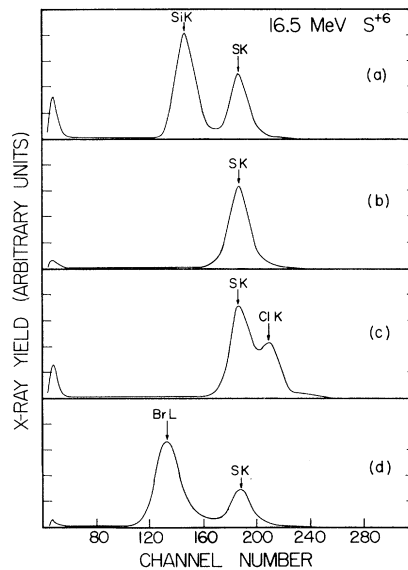 16.5 MeV S+6
SiK
SK
(a)
SK
(b)
SK
ClK
(c)
BrL
SK
(d)
X-RAY YIELD (ARBITRARY UNITS)
80 120 160 200 240 280
CHANNEL NUMBER